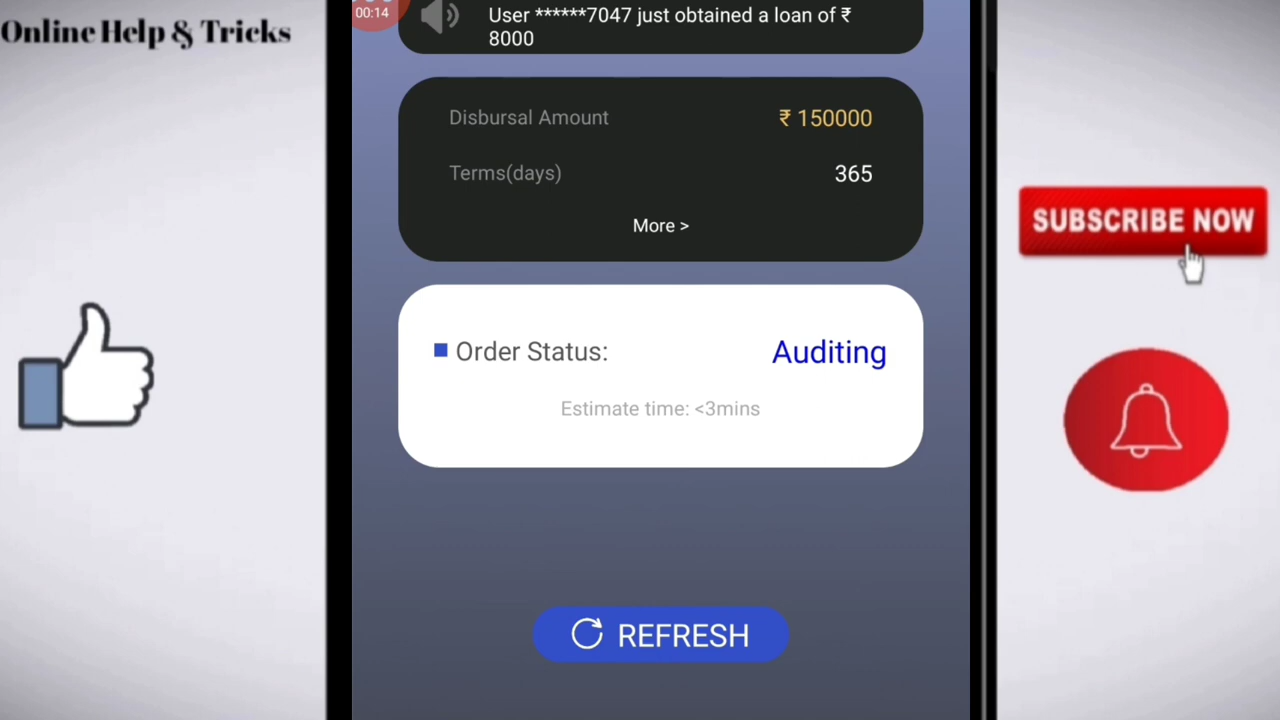 Online Help & Tricks
00:14
User ******7047 just obtained a loan of ₹
8000
Disbursal Amount
₹ 150000
Terms(days)
365
More >
SUBSCRIBE NOW
Order Status:
Auditing
Estimate time: <3mins
REFRESH